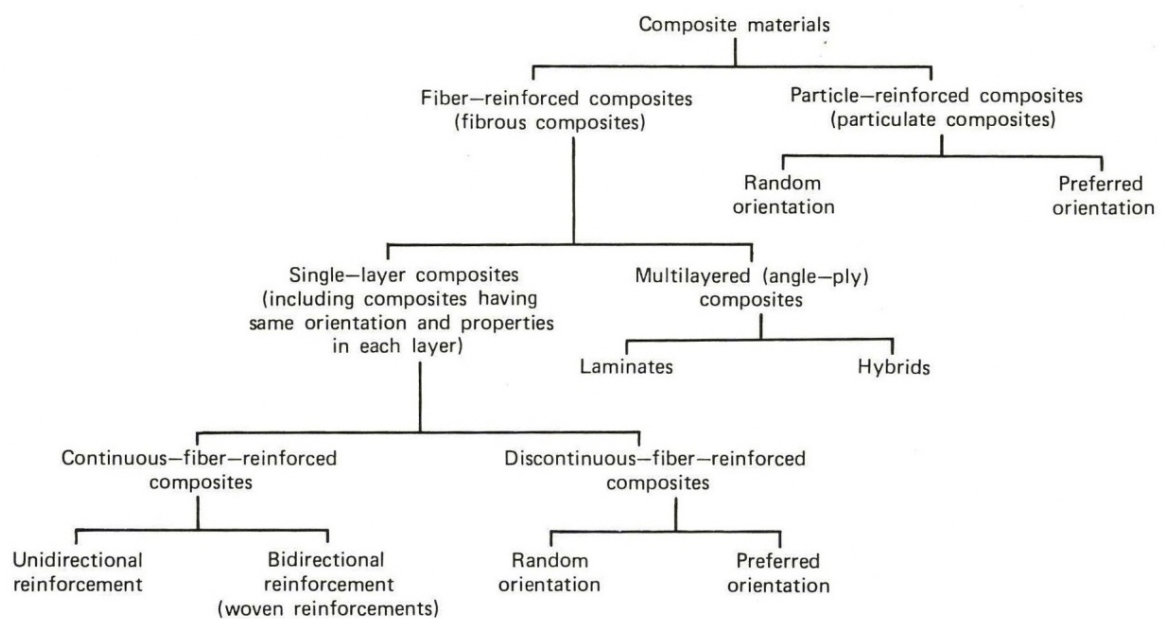 Composite materials
Fiber—reinforced composites
(fibrous composites)
Particle—reinforced composites
(particulate composites)
Random
orientation
Preferred
orientation
Single—layer composites
(including composites having
same orientation and properties
in each layer)
Multilayered (angle—ply)
composites
Laminates
Hybrids
Continuous—fiber—reinforced
composites
Discontinuous—fiber—reinforced
composites
Unidirectional
reinforcement
Bidirectional
reinforcement
(woven reinforcements)
Random
orientation
Preferred
orientation